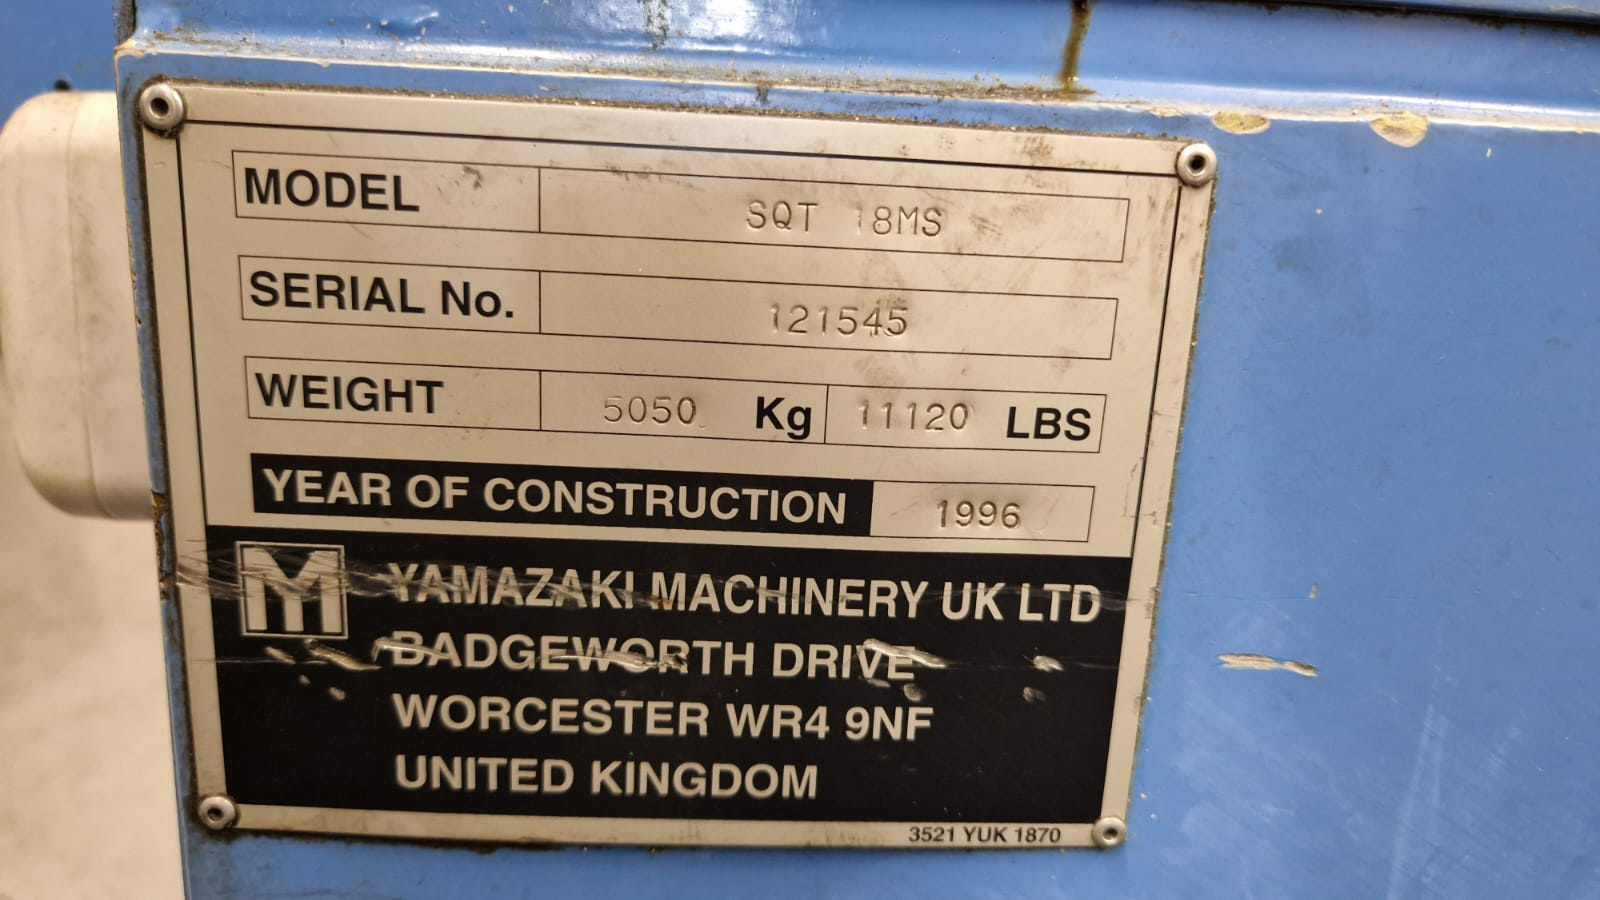 MODEL SQT 18MS
SERIAL No. 121545
WEIGHT 5050 Kg 11120 LBS
YEAR OF CONSTRUCTION 1996
YM YAMAZAKI MACHINERY UK LTD
BADGEWORTH DRIVE
WORCESTER WR4 9NF
UNITED KINGDOM
3521 YUK 1870